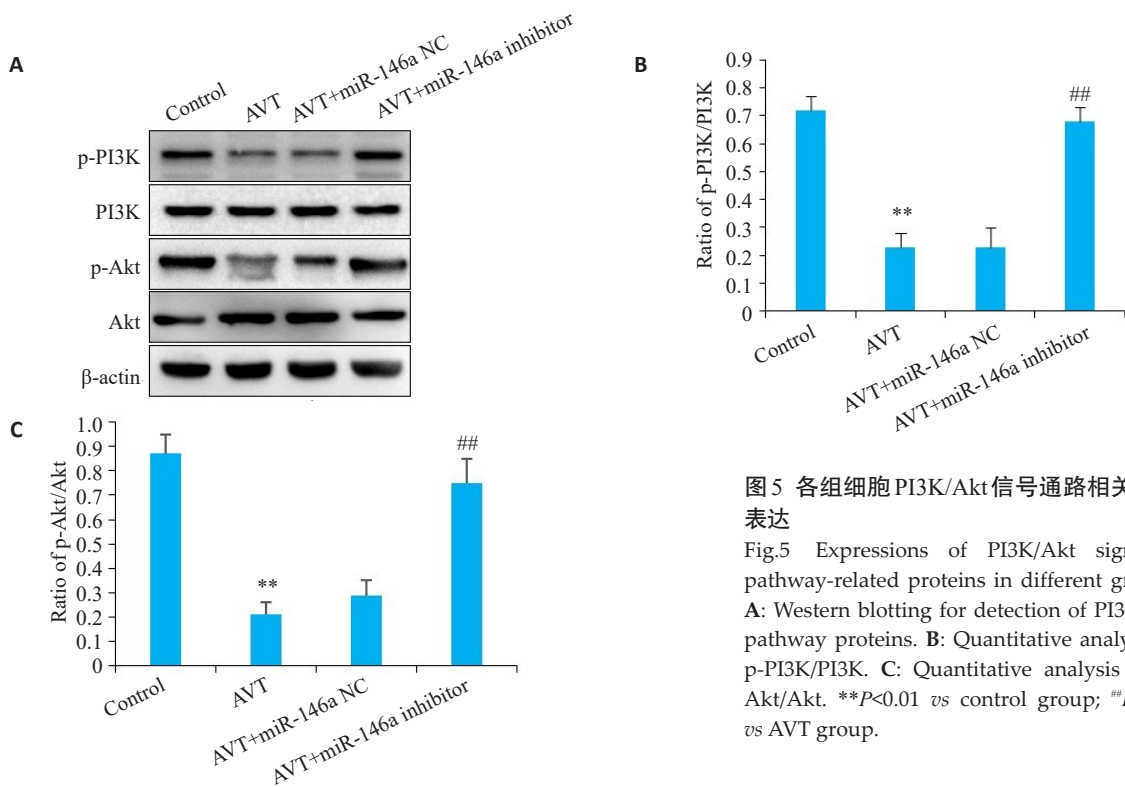 A
Control
AVT
AVT+miR-146a NC
AVT+miR-146a inhibitor
p-PI3K
PI3K
p-Akt
Akt
β-actin
B
Ratio of p-PI3K/PI3K
0.9
0.8
0.7
0.6
0.5
0.4
0.3
0.2
0.1
0
**
##
Control
AVT
AVT+miR-146a NC
AVT+miR-146a inhibitor
C
Ratio of p-Akt/Akt
1.0
0.9
0.8
0.7
0.6
0.5
0.4
0.3
0.2
0.1
0
**
##
Control
AVT
AVT+miR-146a NC
AVT+miR-146a inhibitor
图5 各组细胞PI3K/Akt信号通路相关
表达
Fig.5 Expressions of PI3K/Akt sign
pathway-related proteins in different gr
A: Western blotting for detection of PI3
pathway proteins. B: Quantitative analy
p-PI3K/PI3K. C: Quantitative analysis
Akt/Akt. **P<0.01 vs control group; ##
vs AVT group.